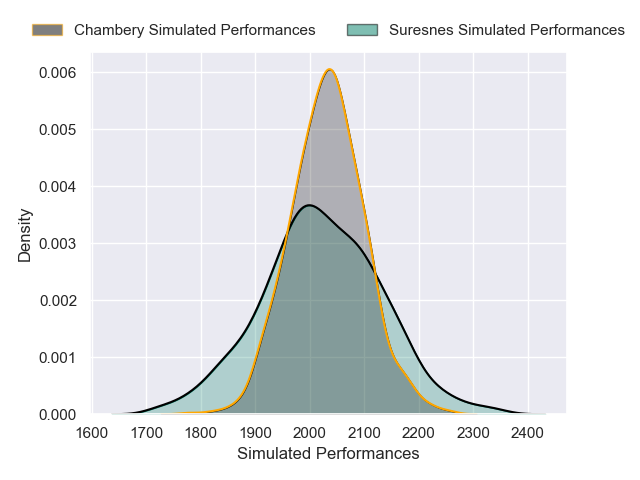 Chambery Simulated Performances Suresnes Simulated Performances
0.006
0.005
0.004
0.003
0.002
0.001
0.000
Density
1600 1700 1800 1900 2000 2100 2200 2300 2400
Simulated Performances